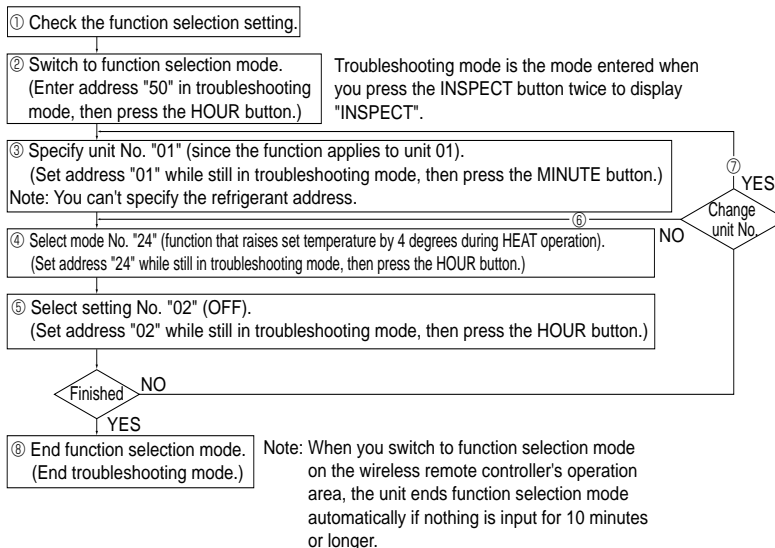 ① Check the function selection setting.
② Switch to function selection mode.
(Enter address "50" in troubleshooting
mode, then press the HOUR button.)
Troubleshooting mode is the mode entered when
you press the INSPECT button twice to display
"INSPECT".
③ Specify unit No. "01" (since the function applies to unit 01).
(Set address "01" while still in troubleshooting mode, then press the MINUTE button.)
Note: You can't specify the refrigerant address.
⑦
YES
Change
unit No.
⑥
NO
④ Select mode No. "24" (function that raises set temperature by 4 degrees during HEAT operation).
(Set address "24" while still in troubleshooting mode, then press the HOUR button.)
⑤ Select setting No. "02" (OFF).
(Set address "02" while still in troubleshooting mode, then press the HOUR button.)
Finished
NO
YES
⑧ End function selection mode.
(End troubleshooting mode.)
Note: When you switch to function selection mode
on the wireless remote controller's operation
area, the unit ends function selection mode
automatically if nothing is input for 10 minutes
or longer.